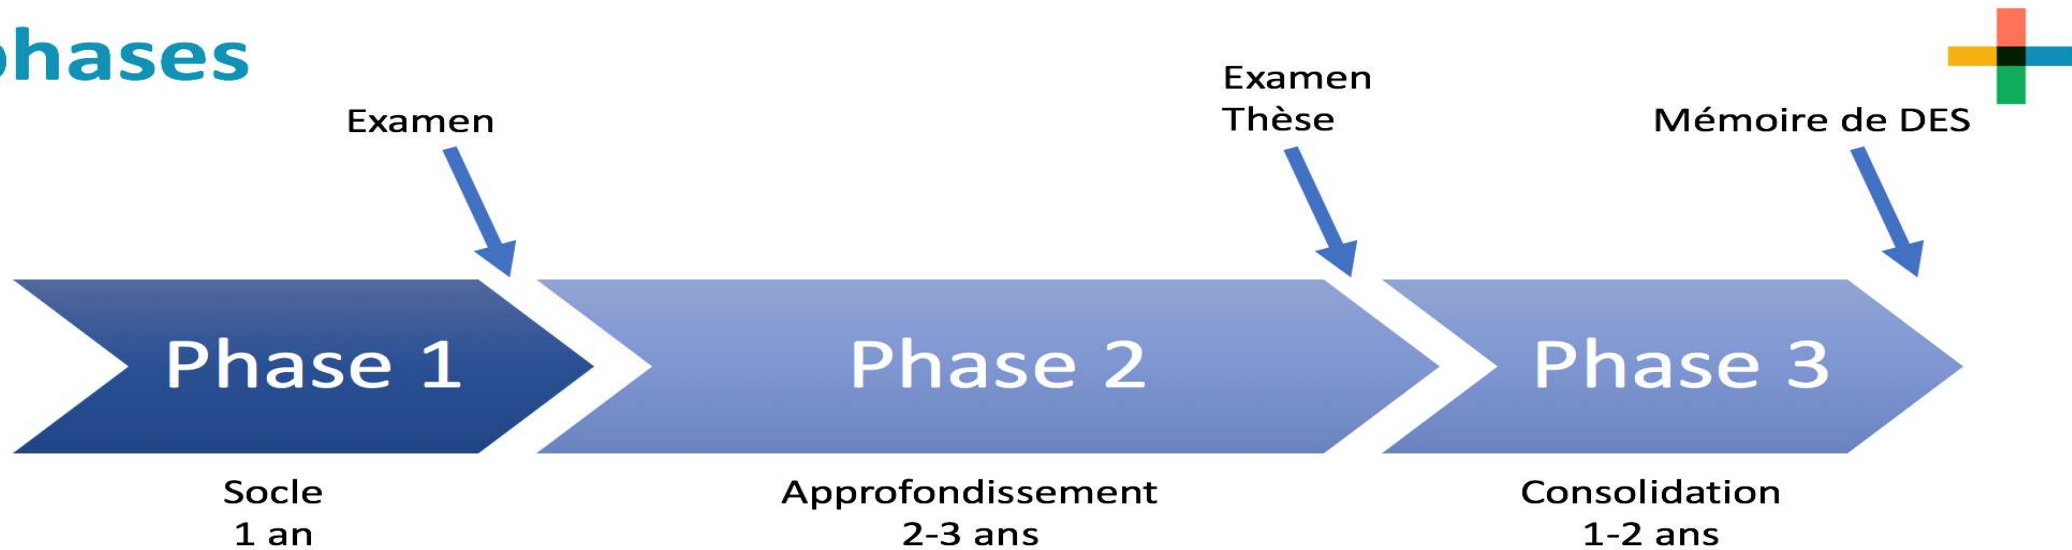 phases
Examen
Examen
Thèse
Mémoire de DES
Phase 1
Phase 2
Phase 3
Socle
1 an
Approfondissement
2-3 ans
Consolidation
1-2 ans